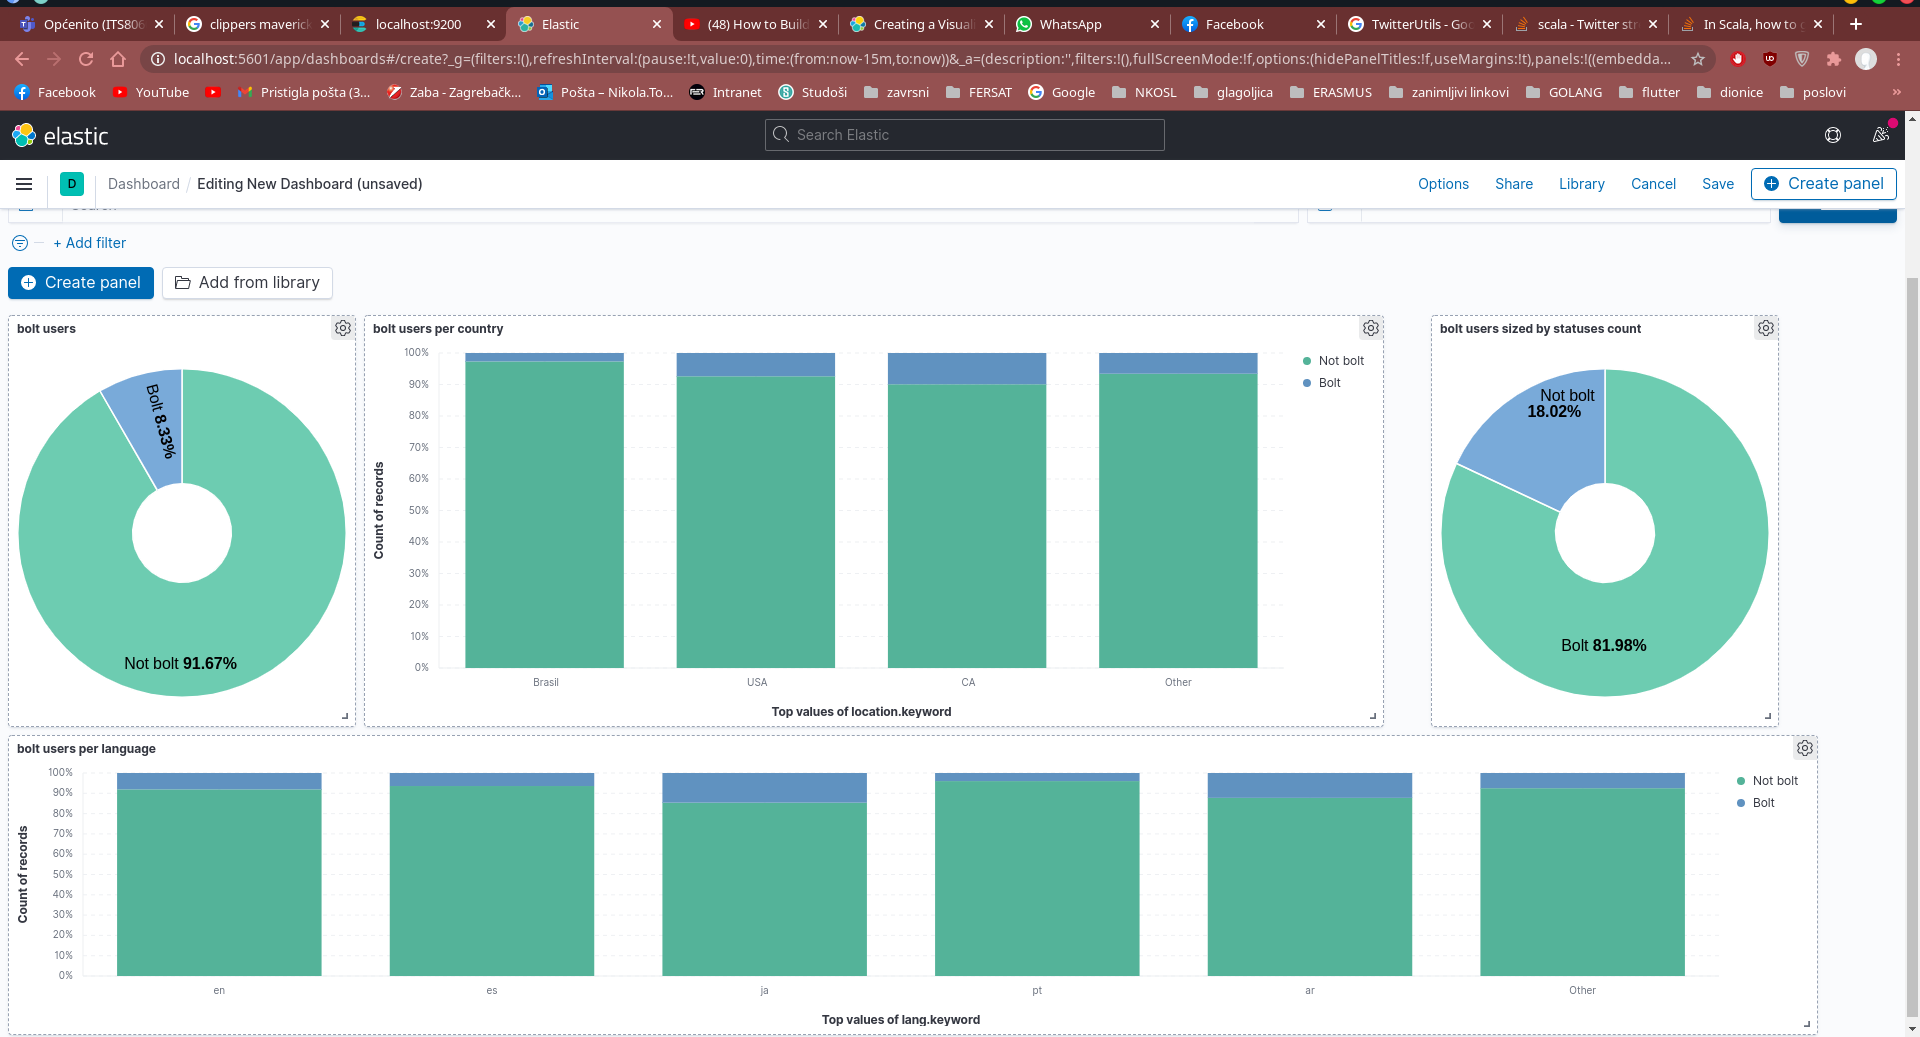 Općenito (ITS806
clippers maverick
localhost:9200
Elastic
(48) How to Build
Creating a Visuali
WhatsApp
Facebook
TwitterUtils - Goo
scala - Twitter str
In Scala, how to g
localhost:5601/app/dashboards#/create?_g=(filters:!(),refreshInterval:(pause:!t,value:0),time:(from:now-15m,to:now))&_a=(description:'',filters:!(),fullScreenMode:!f,options:(hidePanelTitles:!f,useMargins:!t),panels:!((embedda...
Facebook
YouTube
Pristigla pošta (3...
Zaba - Zagrebačk...
Pošta – Nikola.To...
Intranet
Studoši
zavrsni
FERSAT
Google
NKOSL
glagoljica
ERASMUS
zanimljivi linkovi
GOLANG
flutter
dionice
poslovi
»
elastic
Search Elastic
D
Dashboard / Editing New Dashboard (unsaved)
Options
Share
Library
Cancel
Save
Create panel
+ Add filter
Create panel
Add from library
bolt users
Bolt 8.33%
Not bolt 91.67%
bolt users per country
100%
90%
80%
70%
60%
50%
40%
30%
20%
10%
0%
Count of records
Brasil
USA
CA
Other
Top values of location.keyword
Not bolt
Bolt
bolt users sized by statuses count
Not bolt
18.02%
Bolt 81.98%
bolt users per language
100%
90%
80%
70%
60%
50%
40%
30%
20%
10%
0%
Count of records
en
es
ja
pt
ar
Other
Top values of lang.keyword
Not bolt
Bolt